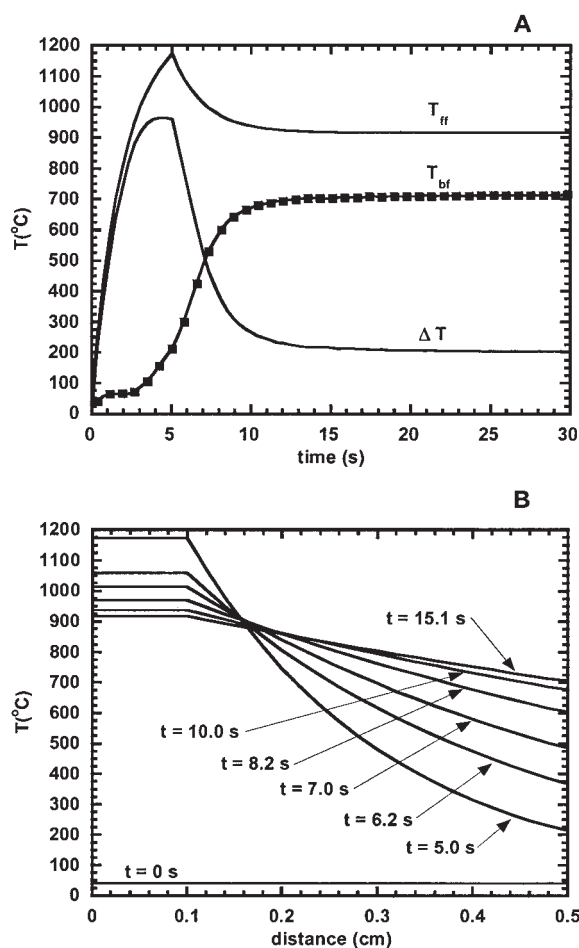 A
1200
1100
1000
900
800
700
600
500
400
300
200
100
0
T(°C)
T_ff
T_bf
Δ T
0 5 10 15 20 25 30
time (s)
B
1200
1100
1000
900
800
700
600
500
400
300
200
100
0
T(°C)
t = 15.1 s
t = 10.0 s
t = 8.2 s
t = 7.0 s
t = 6.2 s
t = 5.0 s
t = 0 s
0 0.1 0.2 0.3 0.4 0.5
distance (cm)